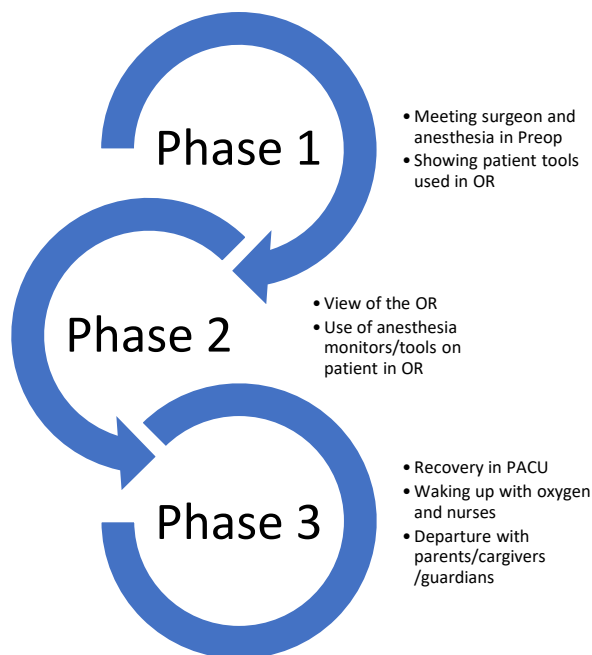 Phase 1
• Meeting surgeon and
anesthesia in Preop
• Showing patient tools
used in OR
Phase 2
• View of the OR
• Use of anesthesia
monitors/tools on
patient in OR
Phase 3
• Recovery in PACU
• Waking up with oxygen
and nurses
• Departure with
parents/cargivers
/guardians